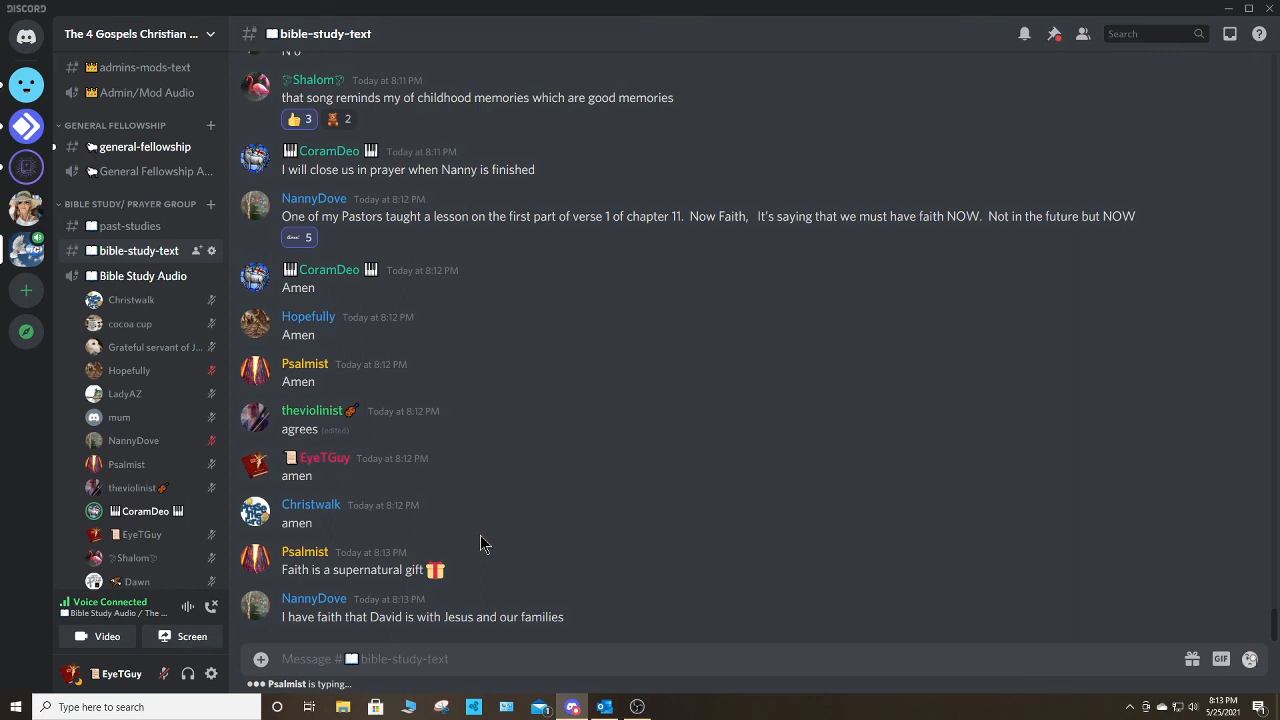 DISCORD
The 4 Gospels Christian ...
admins-mods-text
Admin/Mod Audio
GENERAL FELLOWSHIP
general-fellowship
General Fellowship A...
BIBLE STUDY/ PRAYER GROUP
past-studies
bible-study-text
Bible Study Audio
Christwalk
cocoa cup
Grateful servant of J...
Hopefully
LadyAZ
mum
NannyDove
Psalmist
theviolinist
CoramDeo
EyeTGuy
Shalom
Dawn
Voice Connected
Bible Study Audio / The ...
Video
Screen
EyeTGuy
bible-study-text
Search
Shalom Today at 8:11 PM
that song reminds my of childhood memories which are good memories
3 2
CoramDeo Today at 8:11 PM
I will close us in prayer when Nanny is finished
NannyDove Today at 8:12 PM
One of my Pastors taught a lesson on the first part of verse 1 of chapter 11. Now Faith, It's saying that we must have faith NOW. Not in the future but NOW
5
CoramDeo Today at 8:12 PM
Amen
Hopefully Today at 8:12 PM
Amen
Psalmist Today at 8:12 PM
Amen
theviolinist Today at 8:12 PM
agrees (edited)
EyeTGuy Today at 8:12 PM
amen
Christwalk Today at 8:12 PM
amen
Psalmist Today at 8:13 PM
Faith is a supernatural gift
NannyDove Today at 8:13 PM
I have faith that David is with Jesus and our families
Message # bible-study-text
GIF
Psalmist is typing...
Type here to search
8:13 PM
5/25/2021